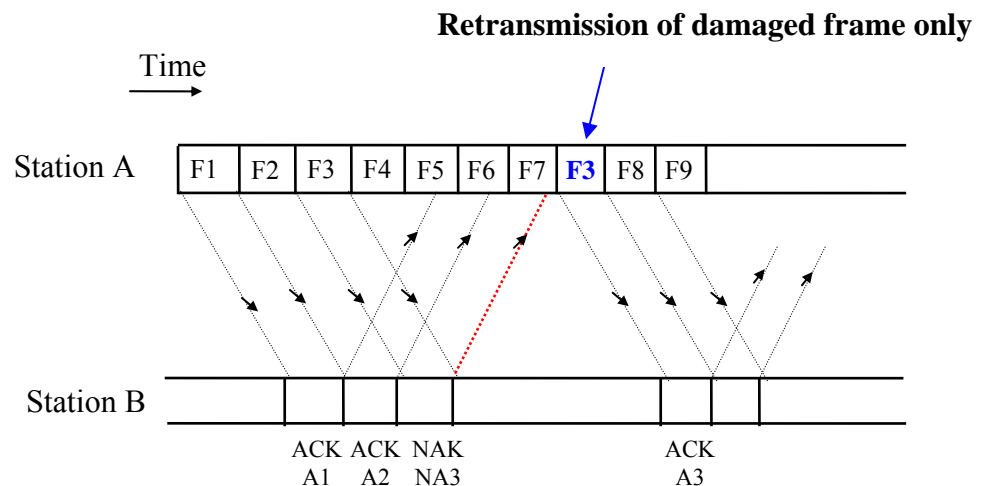 Retransmission of damaged frame only
Time
Station A
F1 F2 F3 F4 F5 F6 F7 F3 F8 F9
Station B
ACK ACK NAK ACK
A1 A2 NA3 A3